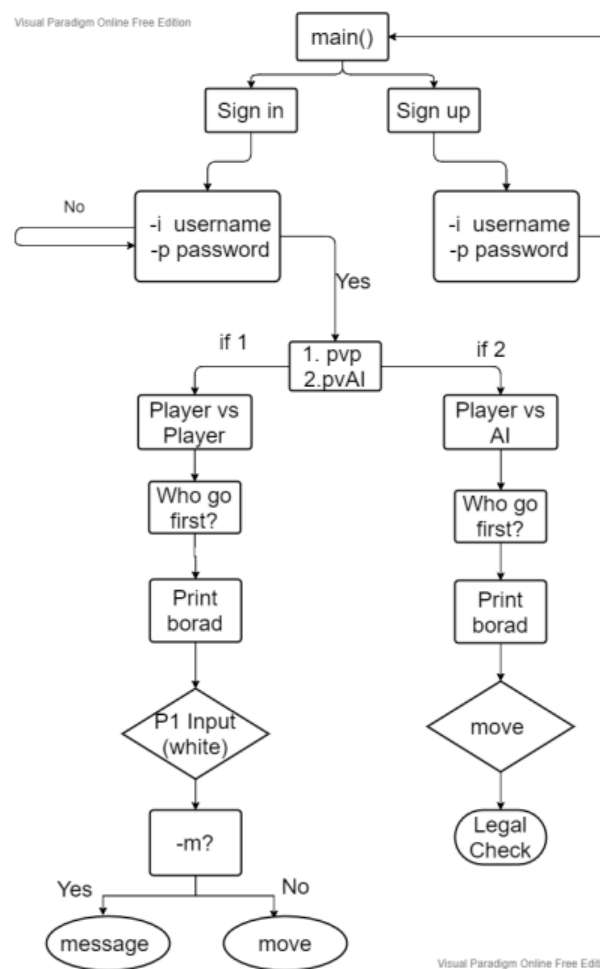 Visual Paradigm Online Free Edition
main()
Sign in
Sign up
No
-i username
-p password
-i username
-p password
Yes
if 1
1. pvp
2.pvAI
if 2
Player vs
Player
Player vs
AI
Who go
first?
Who go
first?
Print
borad
Print
borad
P1 Input
(white)
move
-m?
Legal
Check
Yes
No
message
move
Visual Paradigm Online Free Edit